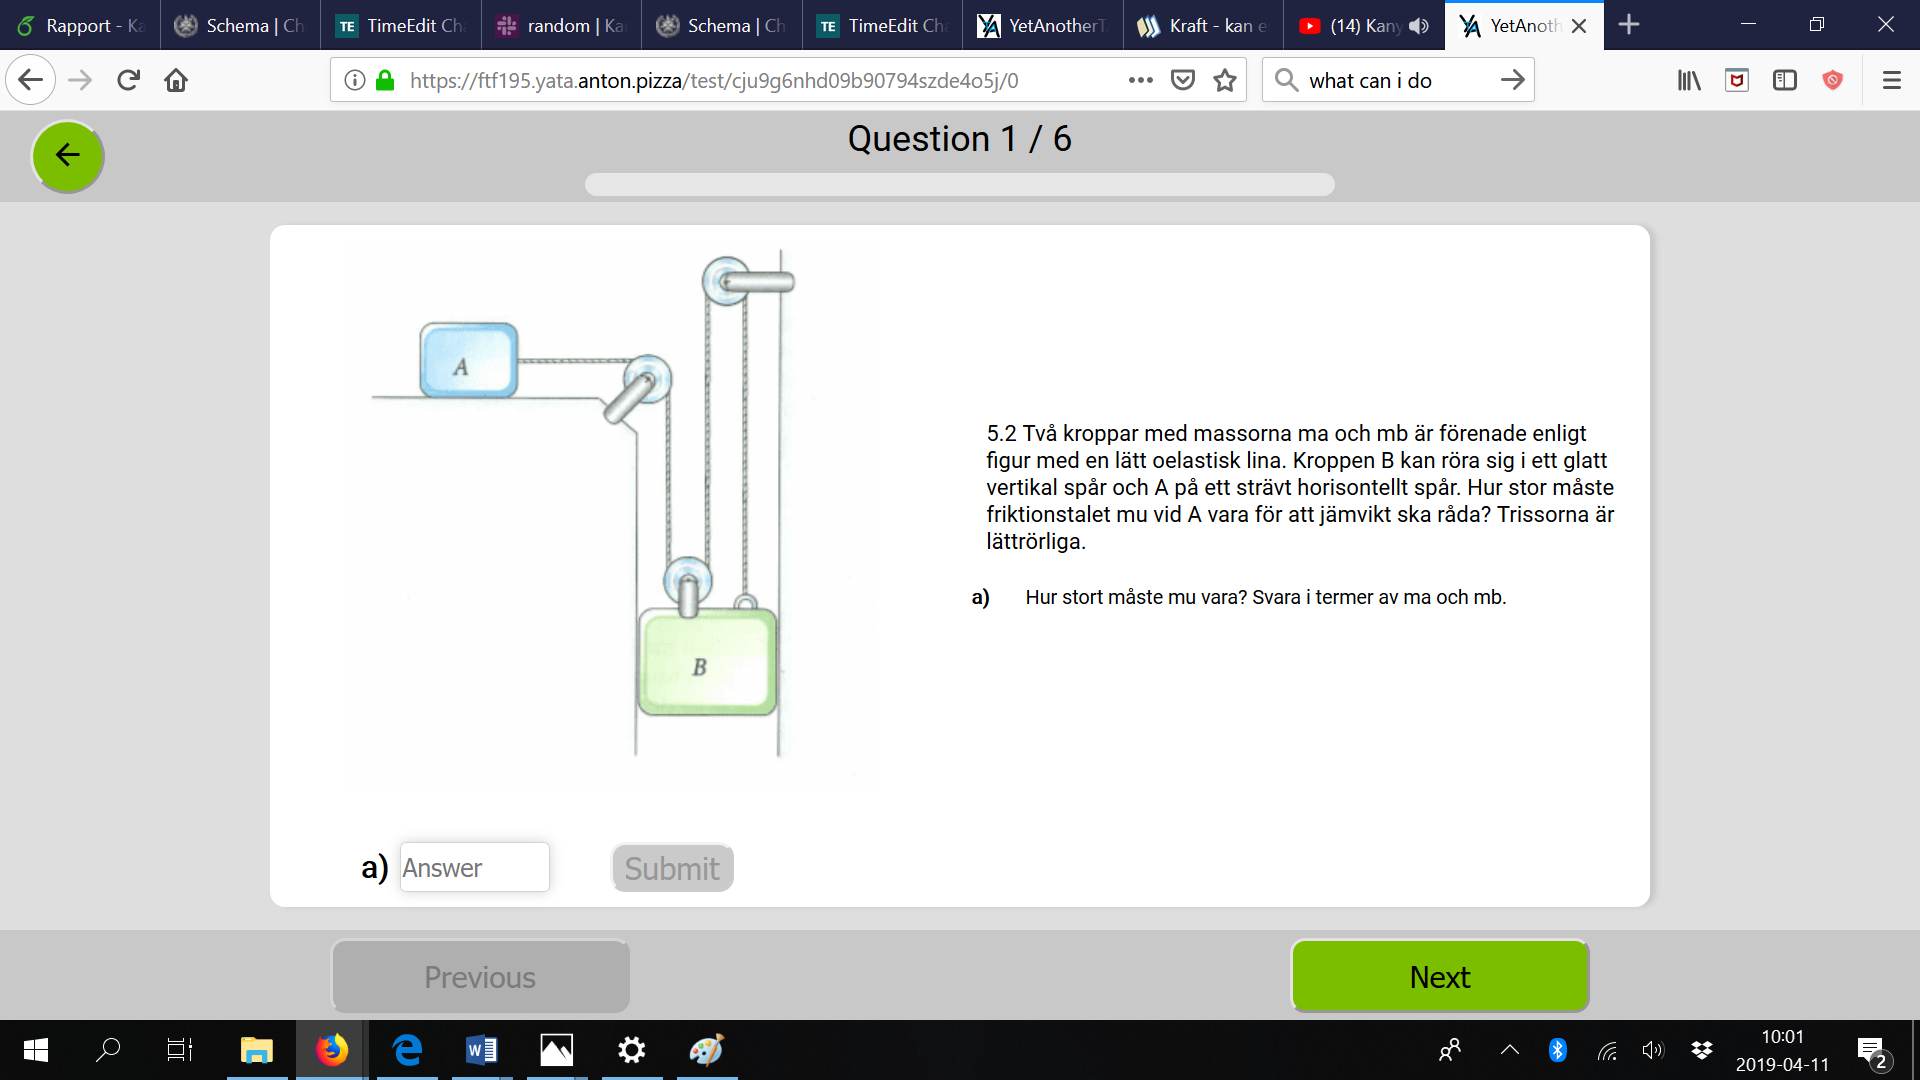 Rapport - Ka
Schema | Ch
TimeEdit Ch
random | Ka
Schema | Ch
TimeEdit Ch
YetAnotherT
Kraft - kan e
(14) Kany
YetAnoth
https://ftf195.yata.anton.pizza/test/cju9g6nhd09b90794szde4o5j/0
what can i do
Question 1 / 6
A
B
5.2 Två kroppar med massorna ma och mb är förenade enligt
figur med en lätt oelastisk lina. Kroppen B kan röra sig i ett glatt
vertikal spår och A på ett strävt horisontellt spår. Hur stor måste
friktionstalet mu vid A vara för att jämvikt ska råda? Trissorna är
lättrörliga.
a) Hur stort måste mu vara? Svara i termer av ma och mb.
a) Answer Submit
Previous Next
10:01
2019-04-11
2